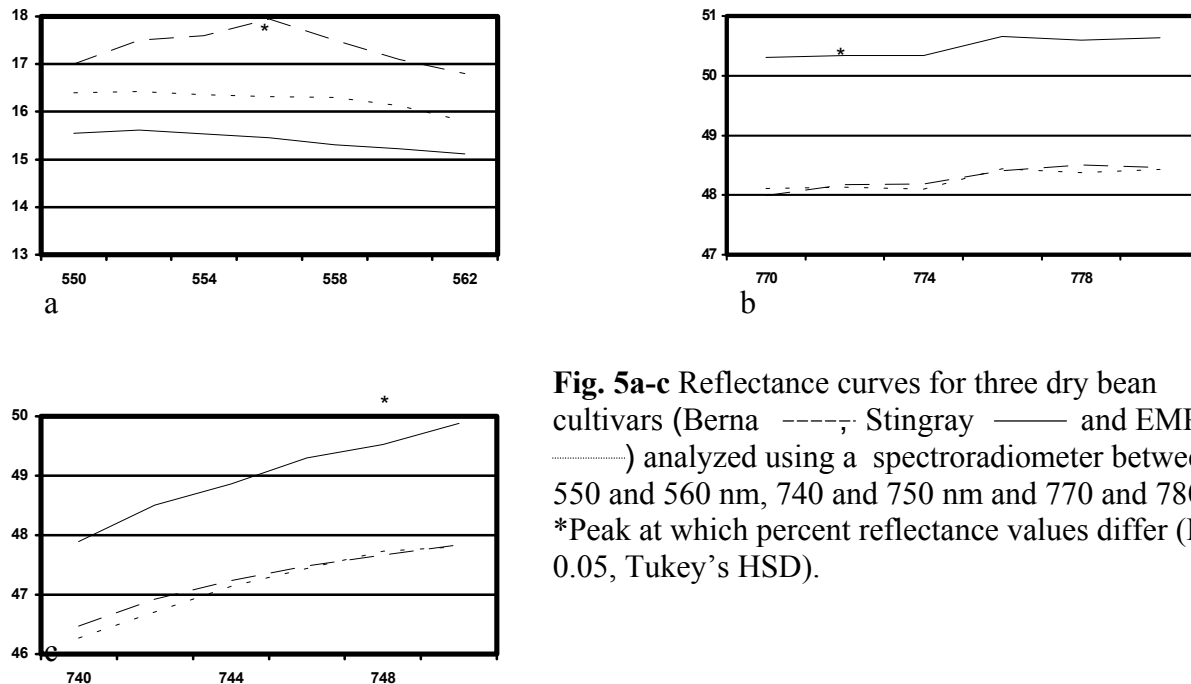 18
17
16
15
14
13
*
550 554 558 562
a
51
50
49
48
47
*
770 774 778
b
50
49
48
47
46
*
c
740 744 748
Fig. 5a-c Reflectance curves for three dry bean
cultivars (Berna -----, Stingray —— and
............) analyzed using a spectroradiometer
550 and 560 nm, 740 and 750 nm and 770 and
*Peak at which percent reflectance values differ
0.05, Tukey's HSD).